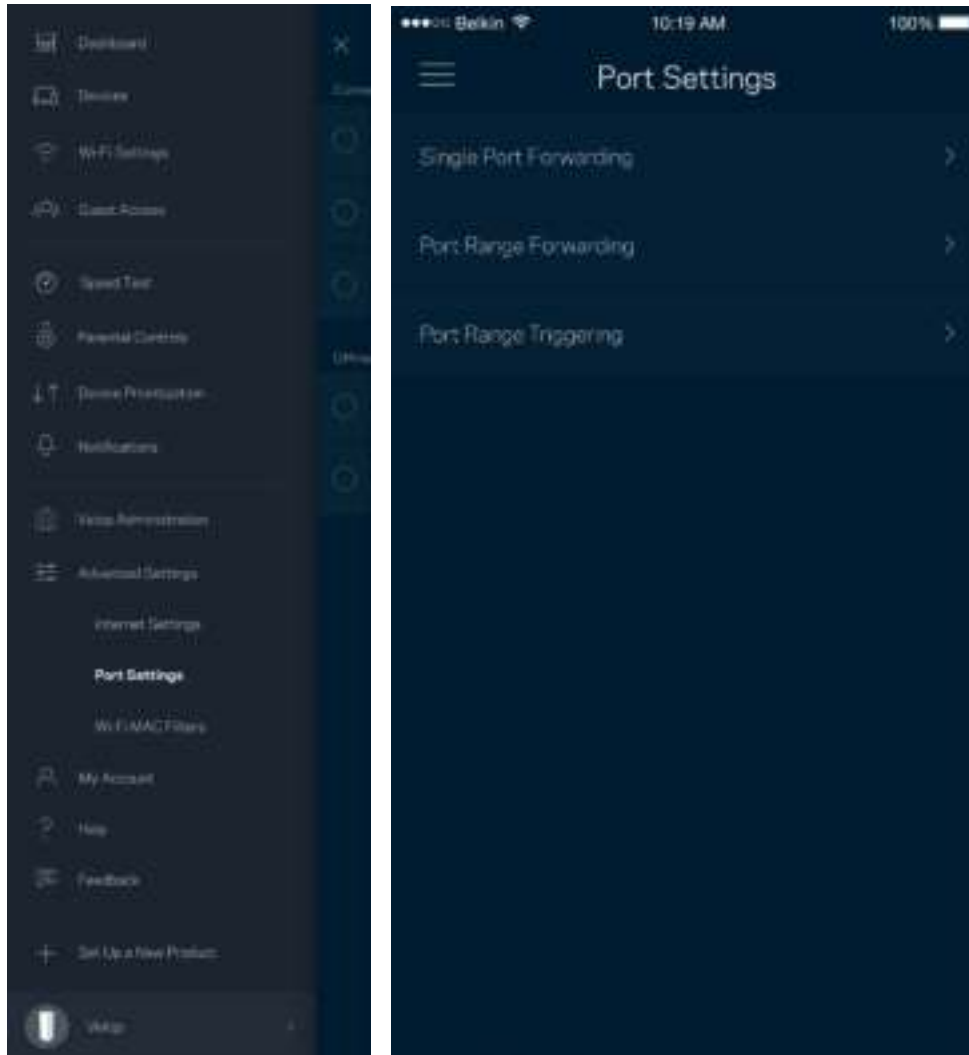 Dashboard
Devices
Wi-Fi Settings
Guest Access
Speed Test
Parental Controls
Device Prioritization
Notifications
Velop Administration
Advanced Settings
Internet Settings
Port Settings
Wi-Fi MAC Filters
My Account
Help
Feedback
Set Up a New Product
Velop
Belkin 10:19 AM 100%
Port Settings
Single Port Forwarding
Port Range Forwarding
Port Range Triggering